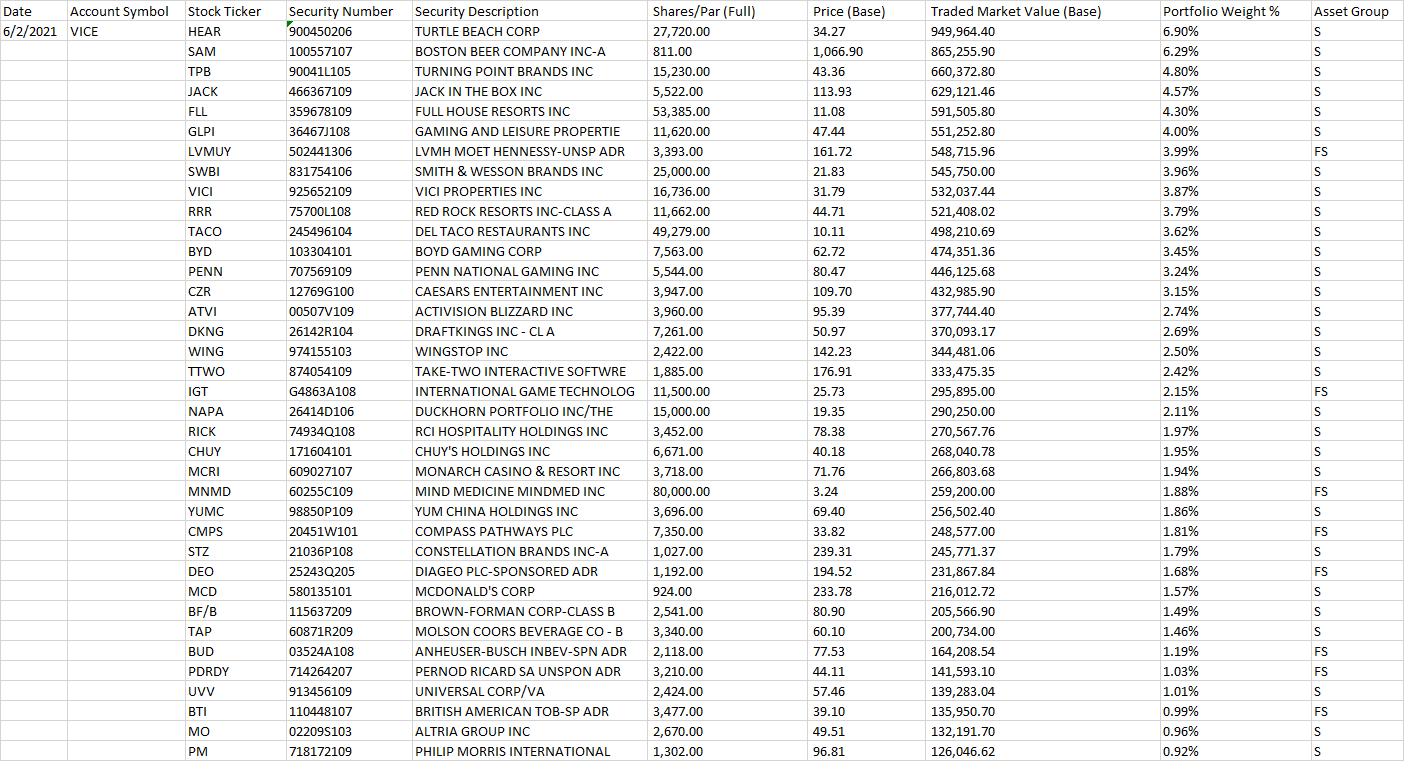 Date Account Symbol Stock Ticker Security Number Security Description Shares/Par (Full) Price (Base) Traded Market Value (Base) Portfolio Weight % Asset Group
6/2/2021 VICE HEAR 900450206 TURTLE BEACH CORP 27,720.00 34.27 949,964.40 6.90% S
SAM 100557107 BOSTON BEER COMPANY INC-A 811.00 1,066.90 865,255.90 6.29% S
TPB 90041L105 TURNING POINT BRANDS INC 15,230.00 43.36 660,372.80 4.80% S
JACK 466367109 JACK IN THE BOX INC 5,522.00 113.93 629,121.46 4.57% S
FLL 359678109 FULL HOUSE RESORTS INC 53,385.00 11.08 591,505.80 4.30% S
GLPI 36467J108 GAMING AND LEISURE PROPERTIE 11,620.00 47.44 551,252.80 4.00% S
LVMUY 502441306 LVMH MOET HENNESSY-UNSP ADR 3,393.00 161.72 548,715.96 3.99% FS
SWBI 831754106 SMITH & WESSON BRANDS INC 25,000.00 21.83 545,750.00 3.96% S
VICI 925652109 VICI PROPERTIES INC 16,736.00 31.79 532,037.44 3.87% S
RRR 75700L108 RED ROCK RESORTS INC-CLASS A 11,662.00 44.71 521,408.02 3.79% S
TACO 245496104 DEL TACO RESTAURANTS INC 49,279.00 10.11 498,210.69 3.62% S
BYD 103304101 BOYD GAMING CORP 7,563.00 62.72 474,351.36 3.45% S
PENN 707569109 PENN NATIONAL GAMING INC 5,544.00 80.47 446,125.68 3.24% S
CZR 12769G100 CAESARS ENTERTAINMENT INC 3,947.00 109.70 432,985.90 3.15% S
ATVI 00507V109 ACTIVISION BLIZZARD INC 3,960.00 95.39 377,744.40 2.74% S
DKNG 26142R104 DRAFTKINGS INC - CL A 7,261.00 50.97 370,093.17 2.69% S
WING 974155103 WINGSTOP INC 2,422.00 142.23 344,481.06 2.50% S
TTWO 874054109 TAKE-TWO INTERACTIVE SOFTWRE 1,885.00 176.91 333,475.35 2.42% S
IGT G4863A108 INTERNATIONAL GAME TECHNOLOG 11,500.00 25.73 295,895.00 2.15% FS
NAPA 26414D106 DUCKHORN PORTFOLIO INC/THE 15,000.00 19.35 290,250.00 2.11% S
RICK 74934Q108 RCI HOSPITALITY HOLDINGS INC 3,452.00 78.38 270,567.76 1.97% S
CHUY 171604101 CHUY'S HOLDINGS INC 6,671.00 40.18 268,040.78 1.95% S
MCRI 609027107 MONARCH CASINO & RESORT INC 3,718.00 71.76 266,803.68 1.94% S
MNMD 60255C109 MIND MEDICINE MINDMED INC 80,000.00 3.24 259,200.00 1.88% FS
YUMC 98850P109 YUM CHINA HOLDINGS INC 3,696.00 69.40 256,502.40 1.86% S
CMPS 20451W101 COMPASS PATHWAYS PLC 7,350.00 33.82 248,577.00 1.81% FS
STZ 21036P108 CONSTELLATION BRANDS INC-A 1,027.00 239.31 245,771.37 1.79% S
DEO 25243Q205 DIAGEO PLC-SPONSORED ADR 1,192.00 194.52 231,867.84 1.68% FS
MCD 580135101 MCDONALD'S CORP 924.00 233.78 216,012.72 1.57% S
BF/B 115637209 BROWN-FORMAN CORP-CLASS B 2,541.00 80.90 205,566.90 1.49% S
TAP 60871R209 MOLSON COORS BEVERAGE CO - B 3,340.00 60.10 200,734.00 1.46% S
BUD 03524A108 ANHEUSER-BUSCH INBEV-SPN ADR 2,118.00 77.53 164,208.54 1.19% FS
PDRDY 714264207 PERNOD RICARD SA UNSPON ADR 3,210.00 44.11 141,593.10 1.03% FS
UVV 913456109 UNIVERSAL CORP/VA 2,424.00 57.46 139,283.04 1.01% S
BTI 110448107 BRITISH AMERICAN TOB-SP ADR 3,477.00 39.10 135,950.70 0.99% FS
MO 02209S103 ALTRIA GROUP INC 2,670.00 49.51 132,191.70 0.96% S
PM 718172109 PHILIP MORRIS INTERNATIONAL 1,302.00 96.81 126,046.62 0.92% S